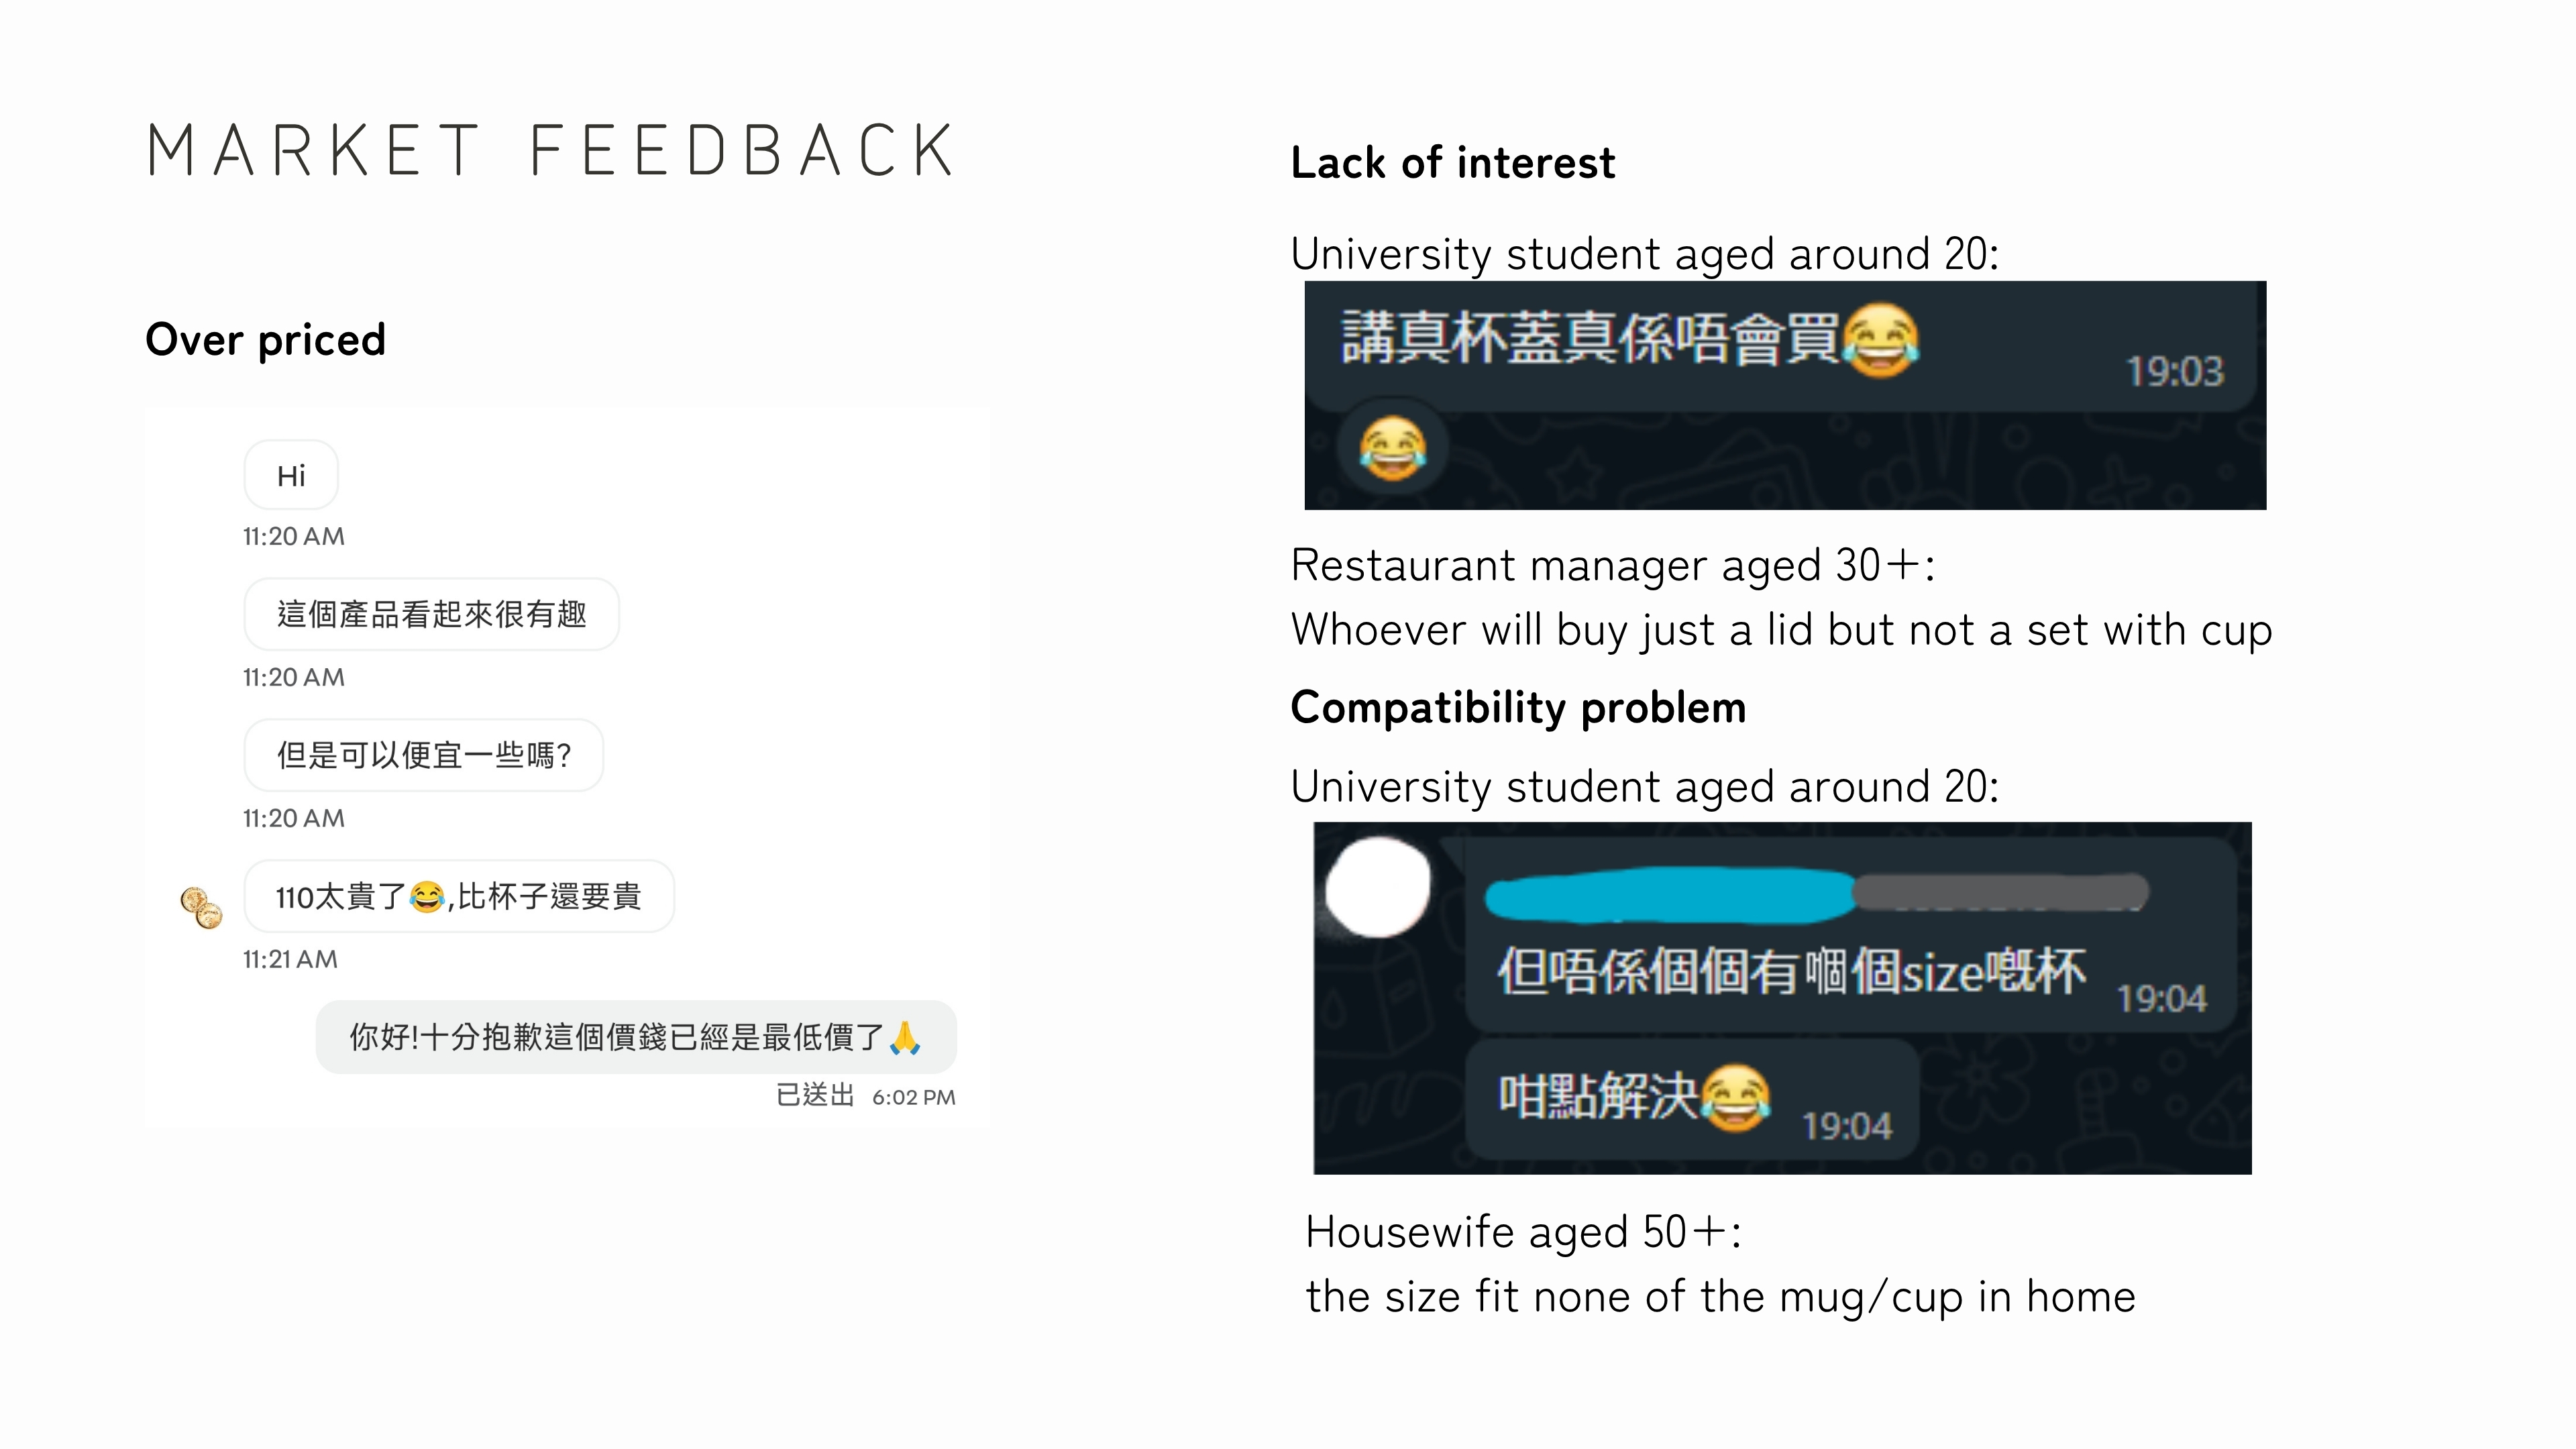 MARKET FEEDBACK
Over priced
Hi
11:20 AM
這個產品看起來很有趣
11:20 AM
但是可以便宜一些嗎?
11:20 AM
110太貴了😂,比杯子還要貴
11:21 AM
你好!十分抱歉這個價錢已經是最低價了🙏
已送出 6:02 PM
Lack of interest
University student aged around 20:
講真杯蓋真係唔會買😂
19:03
😂
Restaurant manager aged 30+:
Whoever will buy just a lid but not a set with cup
Compatibility problem
University student aged around 20:
但唔係個個有嗰個size嘅杯 19:04
咁點解決😂 19:04
Housewife aged 50+:
the size fit none of the mug/cup in home